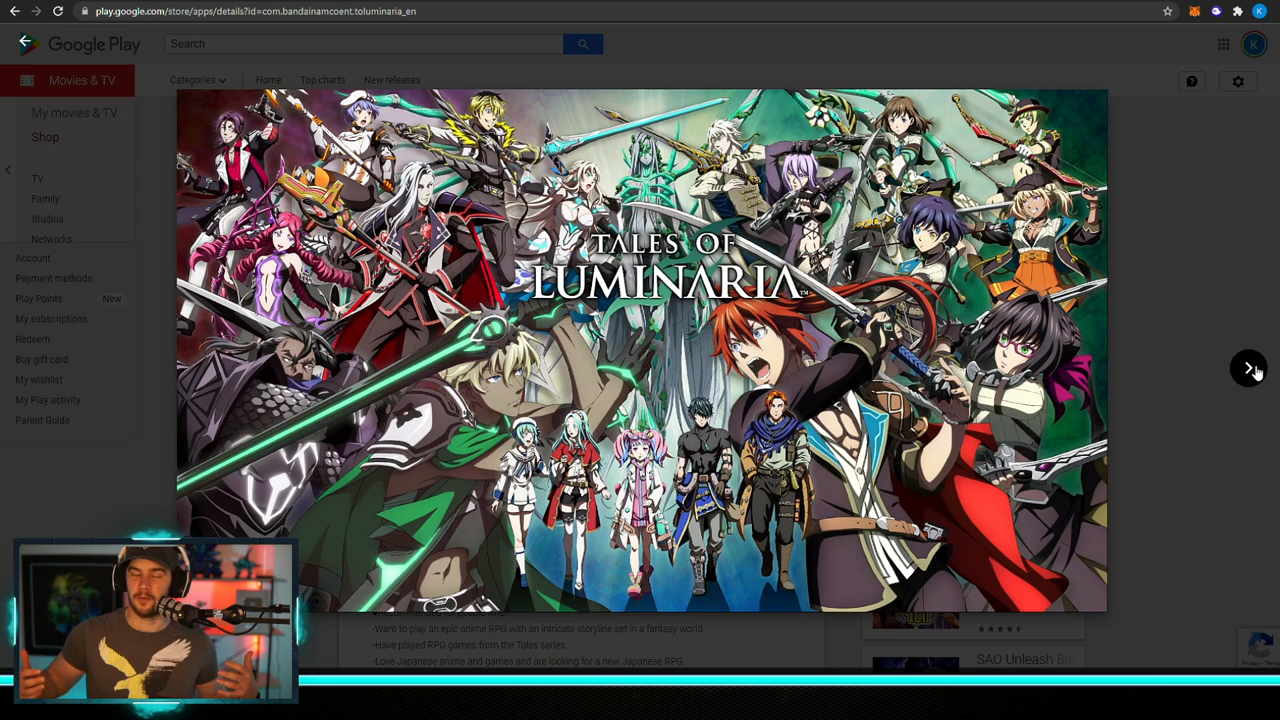 play.google.com/store/apps/details?id=com.bandainamcoent.toluminaria_en
K
Google Play
Search
K
Movies & TV
Categories
Home
Top charts
New releases
My movies & TV
Shop
TV
Family
Studios
Networks
Account
Payment methods
Play Points
New
My subscriptions
Redeem
Buy gift card
My wishlist
My Play activity
Parent Guide
TALES OF
LUMINARIA™
-Want to play an epic anime RPG with an intricate storyline set in a fantasy world.
-Have played RPG games from the Tales series.
-Love Japanese anime and games and are looking for a new Japanese RPG.
SAO Unleash Bl